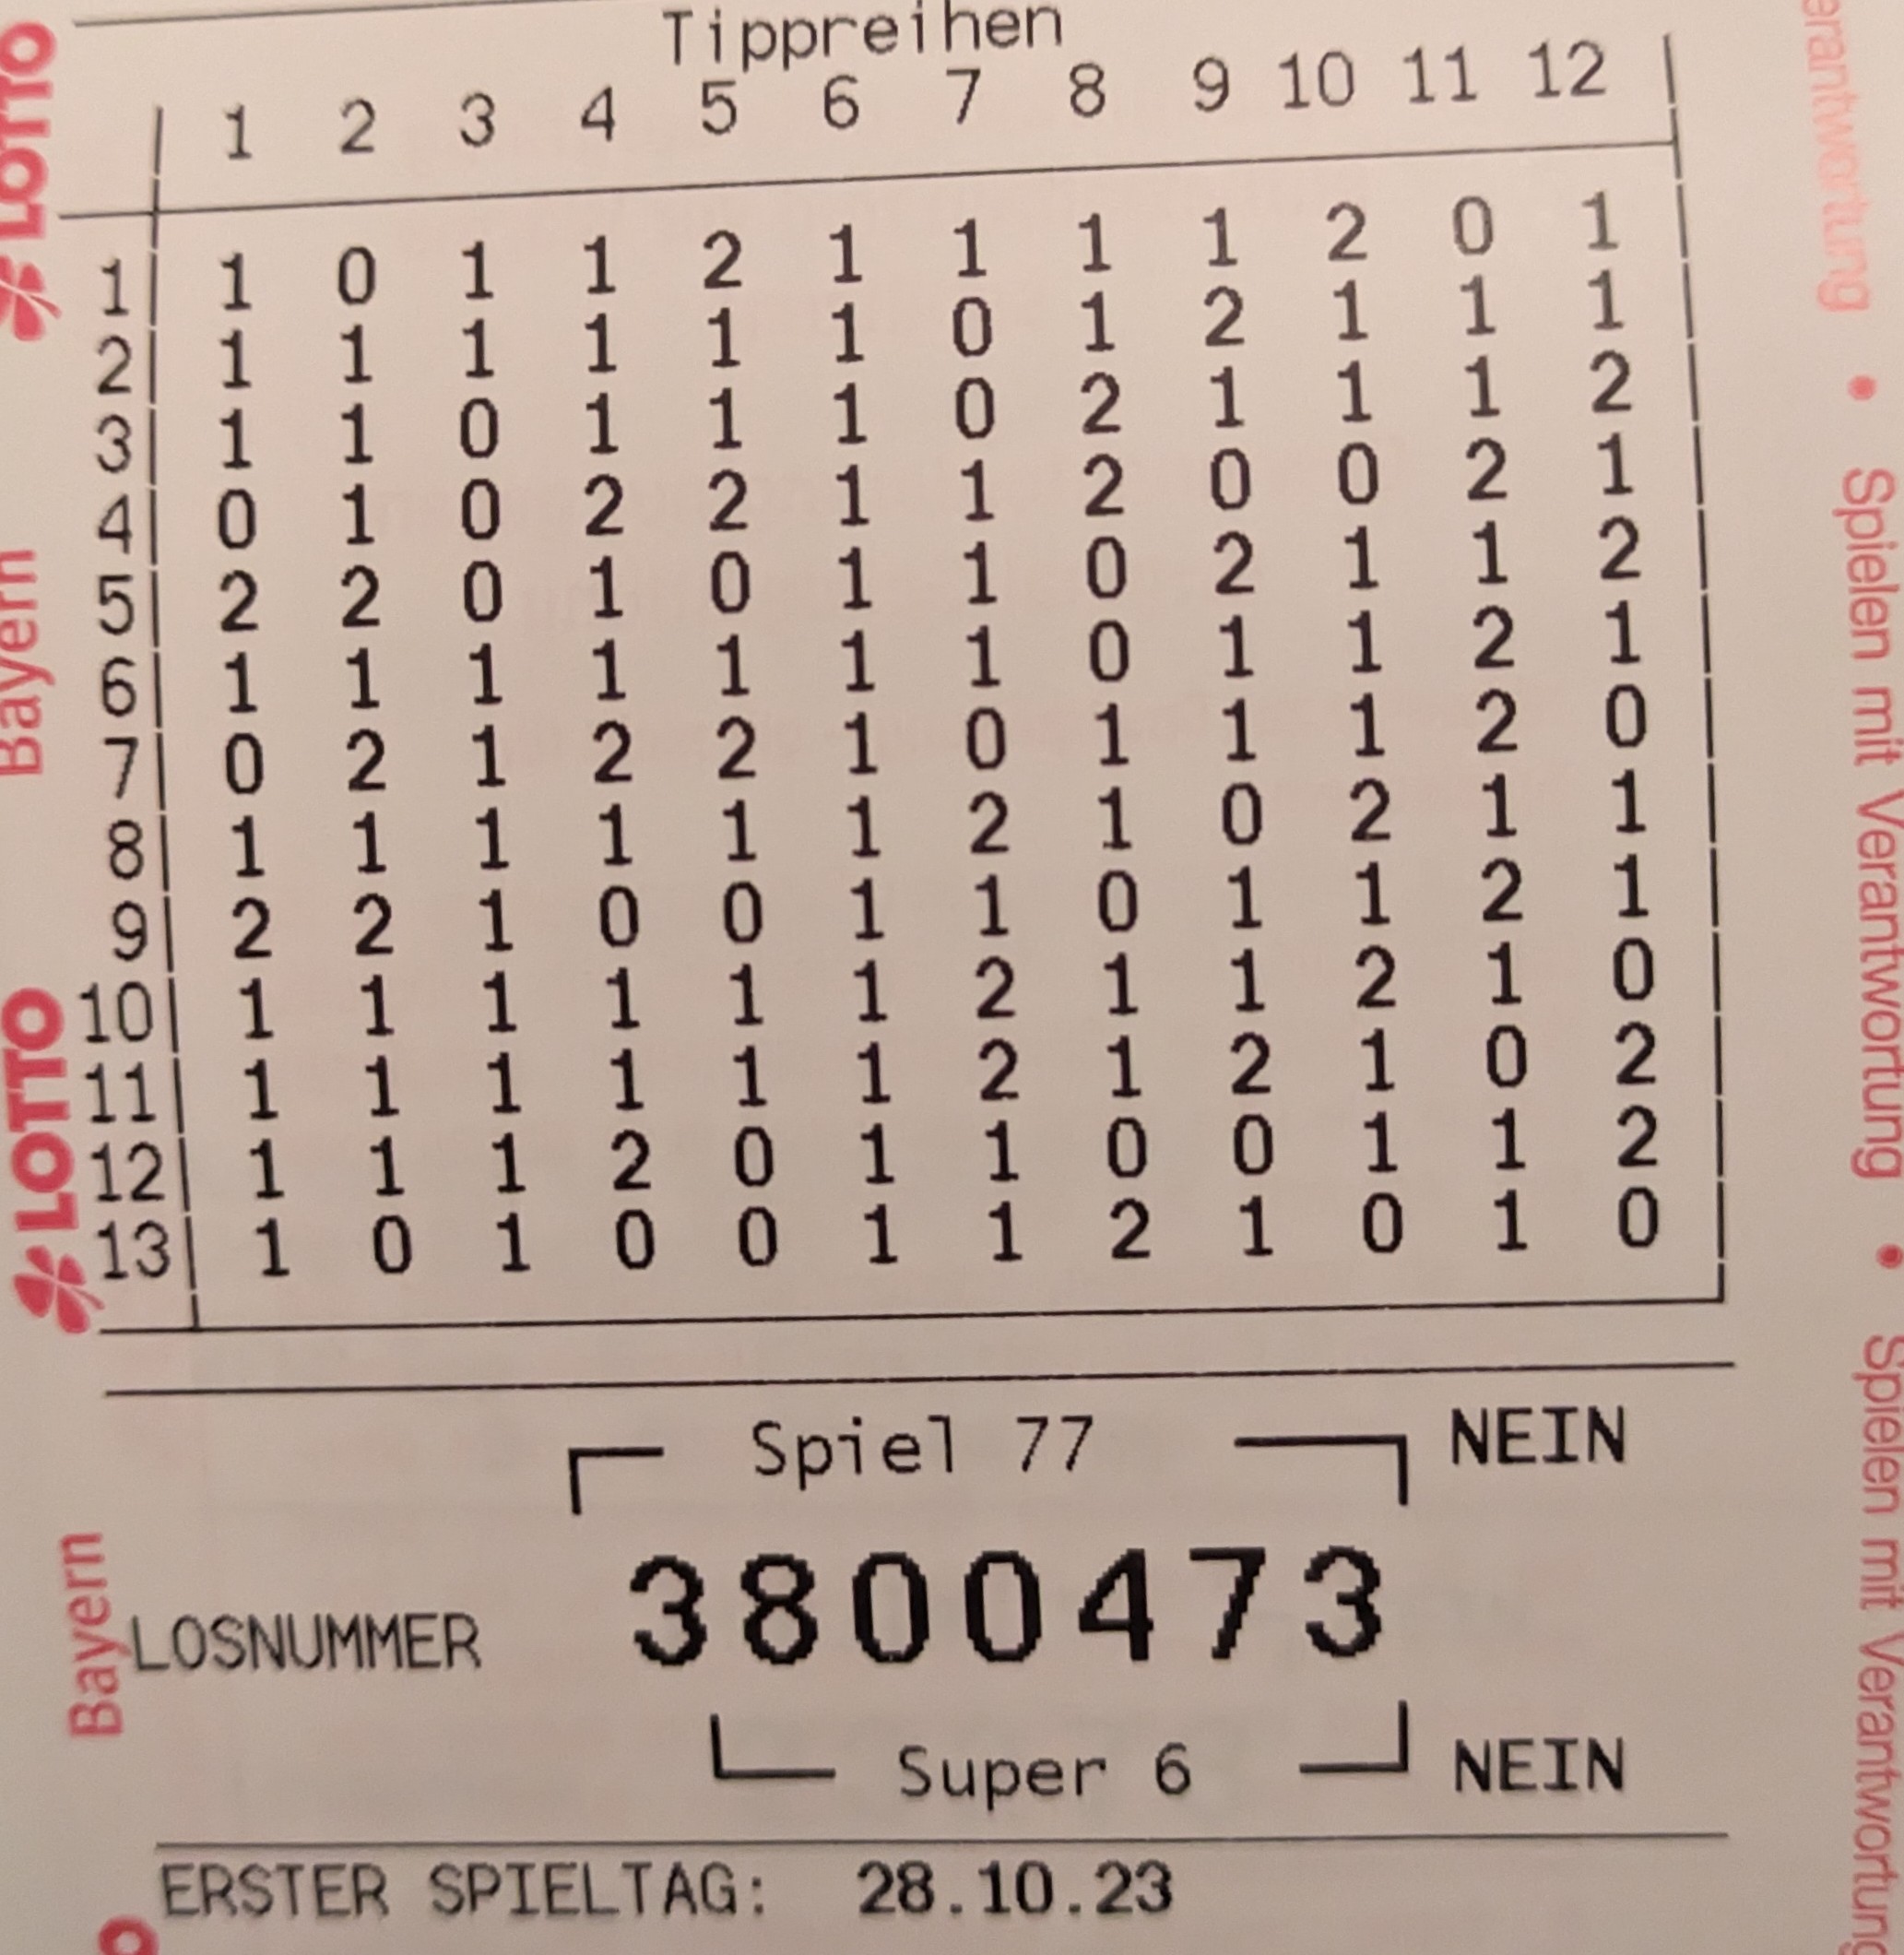 Tippreihen
1 2 3 4 5 6 7 8 9 10 11 12
1 1 0 1 1 2 1 1 1 1 2 0 1
2 1 1 1 1 1 1 0 1 2 1 1 1
3 1 1 0 1 1 1 0 2 1 1 1 2
4 0 1 0 2 2 1 1 2 0 0 2 1
5 2 2 0 1 0 1 1 0 2 1 1 2
6 1 1 1 1 1 1 1 0 1 1 2 1
7 0 2 1 2 2 1 0 1 1 1 2 0
8 1 1 1 1 1 1 2 1 0 2 1 1
9 2 2 1 0 0 1 1 0 1 1 2 1
10 1 1 1 1 1 1 2 1 1 2 1 0
11 1 1 1 1 1 1 2 1 2 1 0 2
12 1 1 1 2 0 1 1 0 0 1 1 2
13 1 0 1 0 0 1 1 2 1 0 1 0
Spiel 77 NEIN
LOSNUMMER 3800473
Super 6 NEIN
ERSTER SPIELTAG: 28.10.23
LOTTO
Bayern
LOTTO
Bayern
erantwortung • Spielen mit Verantwortung • Spielen mit Verantwortung